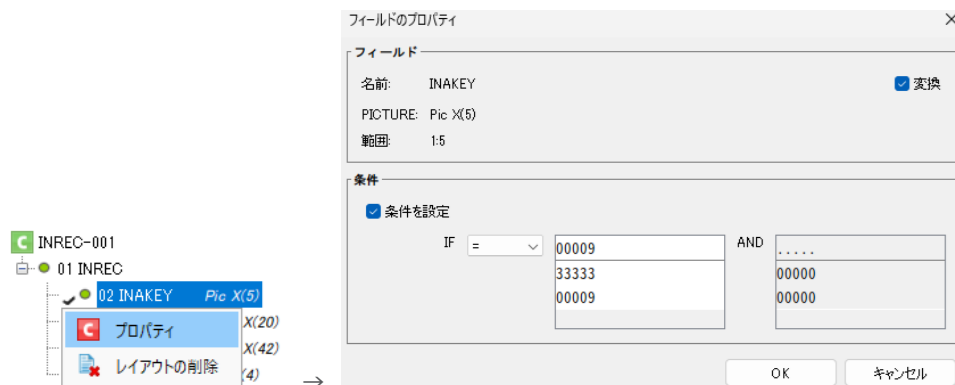 INREC-001
01 INREC
02 INAKEY Pic X(5)
プロパティ X(20)
X(42)
レイアウトの削除 (4)
→
フィールドのプロパティ
フィールド
名前: INAKEY 変換
PICTURE: Pic X(5)
範囲: 1:5
条件
条件を設定
IF = 00009 AND .....
33333 00000
00009 00000
OK キャンセル